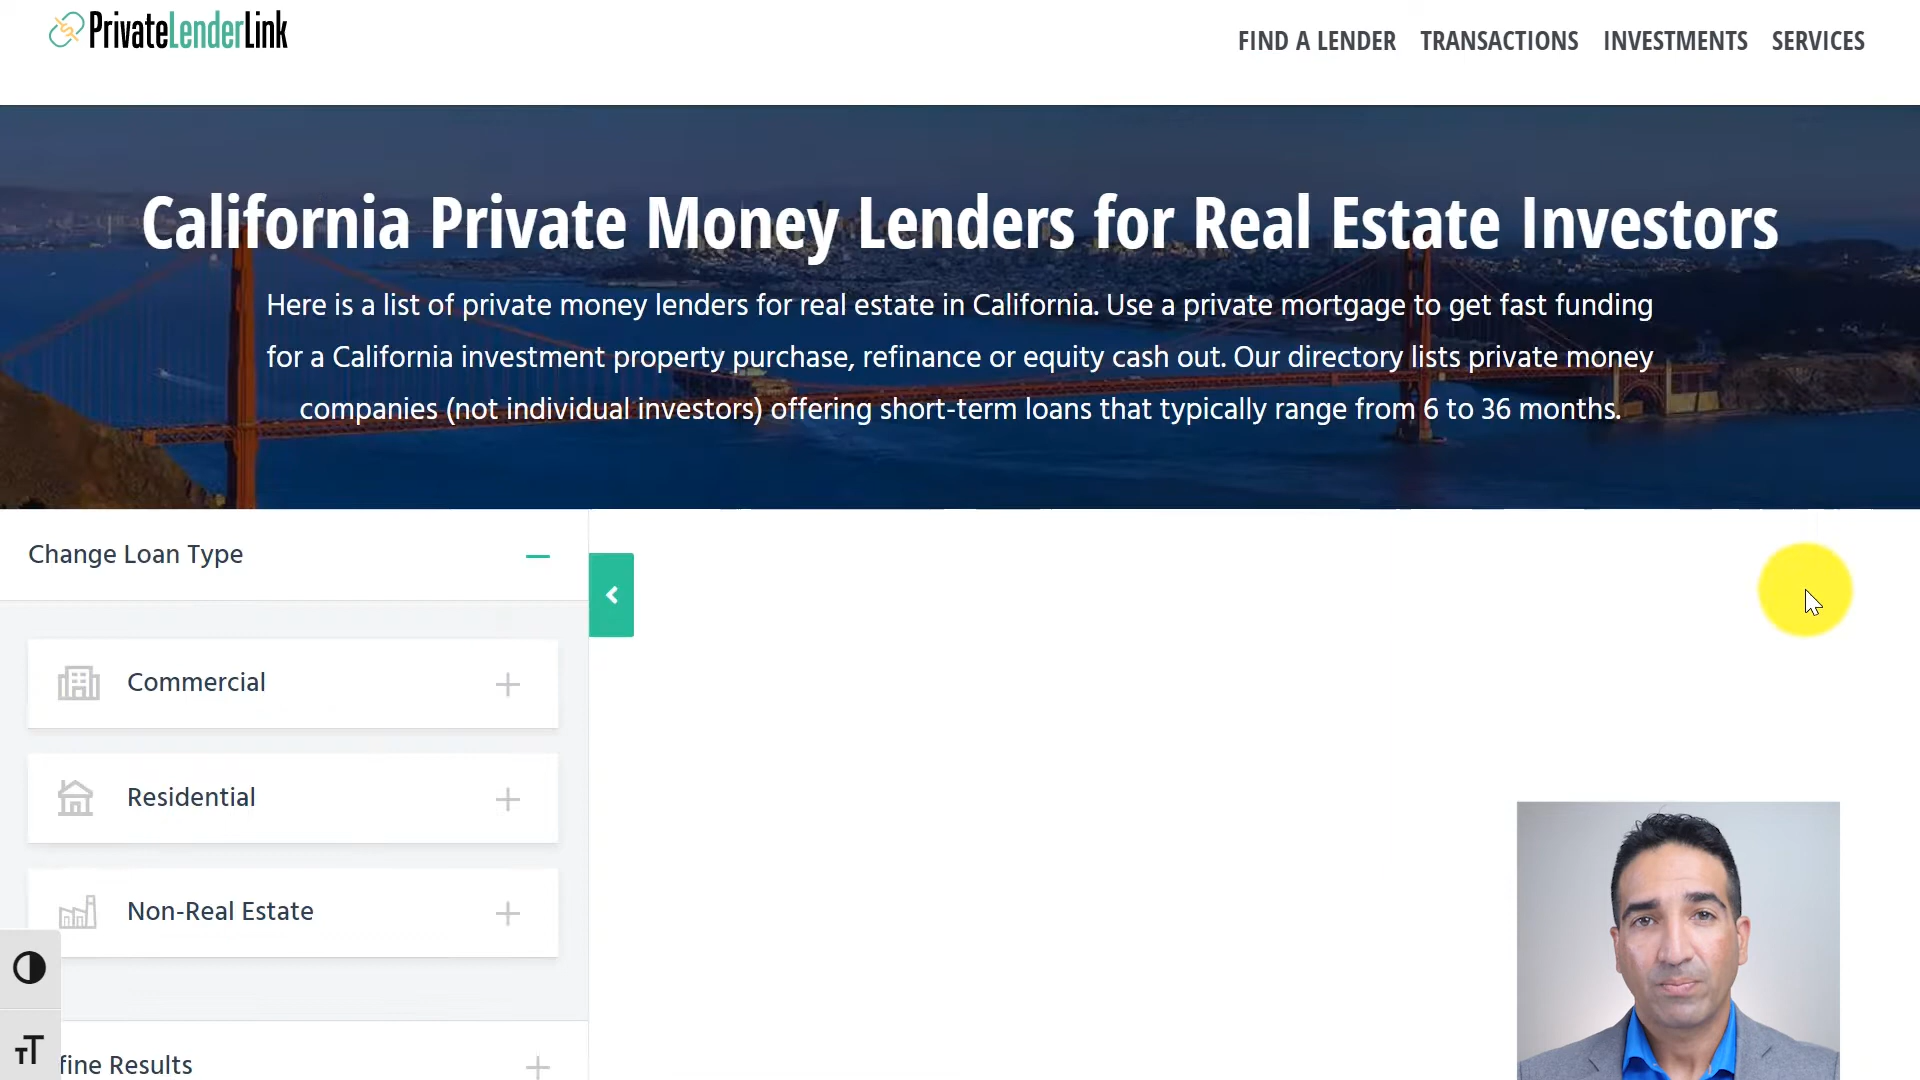 PrivateLenderLink
FIND A LENDER TRANSACTIONS INVESTMENTS SERVICES
California Private Money Lenders for Real Estate Investors
Here is a list of private money lenders for real estate in California. Use a private mortgage to get fast funding
for a California investment property purchase, refinance or equity cash out. Our directory lists private money
companies (not individual investors) offering short-term loans that typically range from 6 to 36 months.
Change Loan Type
Commercial
Residential
Non-Real Estate
TT
fine Results